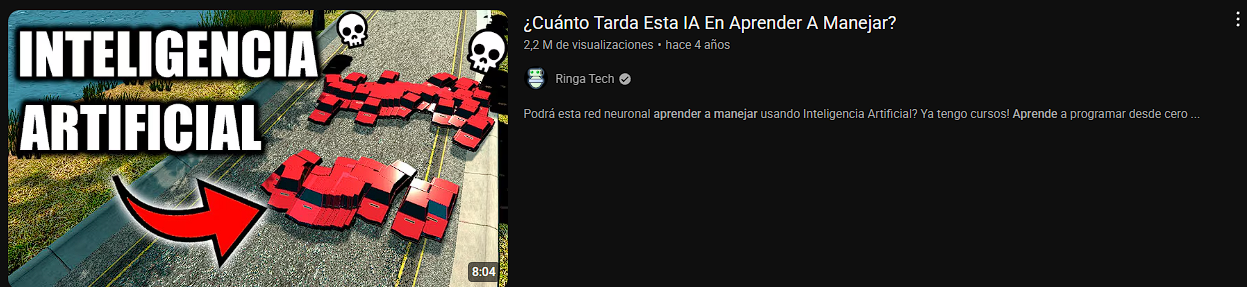 INTELIGENCIA
ARTIFICIAL
8:04
¿Cuánto Tarda Esta IA En Aprender A Manejar?
2,2 M de visualizaciones • hace 4 años
Ringa Tech
Podrá esta red neuronal aprender a manejar usando Inteligencia Artificial? Ya tengo cursos! Aprende a programar desde cero ...